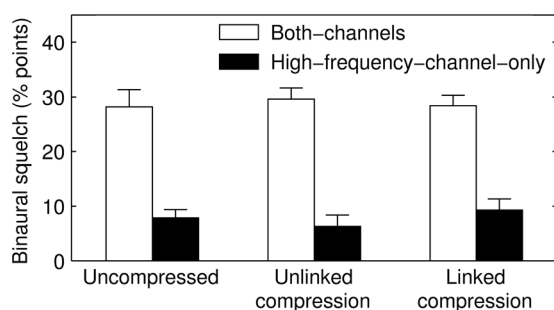 Binaural squelch (% points)
40
30
20
10
0
Both−channels
High−frequency−channel−only
Uncompressed
Unlinked
compression
Linked
compression